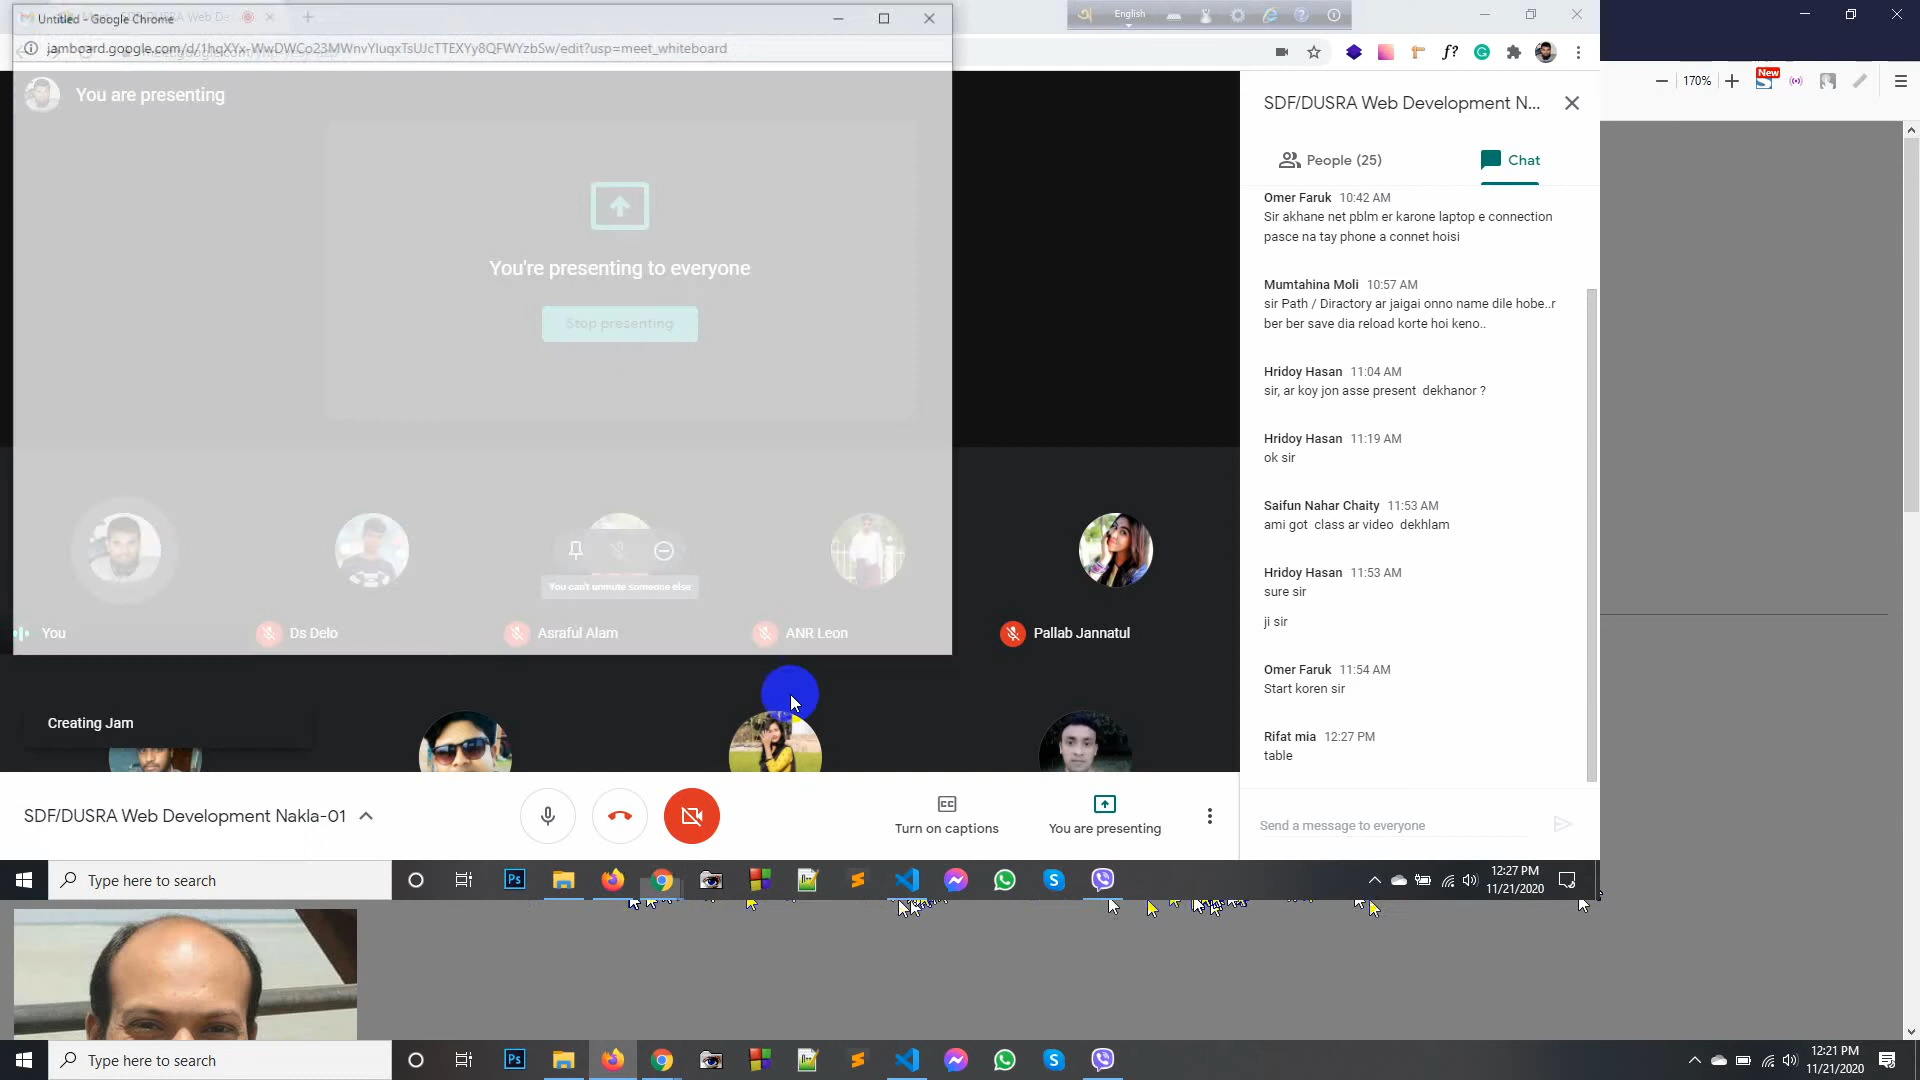 Untitled - Google Chrome
English
jamboard.google.com/d/1hqXYx-WwDWCo23MWnvYluqxTsUJcTTEXYy8QFWYzbSw/edit?usp=meet_whiteboard
f?
170%
New
You are presenting
SDF/DUSRA Web Development N...
People (25)
Chat
You're presenting to everyone
Stop presenting
Omer Faruk 10:42 AM
Sir akhane net pblm er karone laptop e connection
pasce na tay phone a connet hoisi
Mumtahina Moli 10:57 AM
sir Path / Diractory ar jaigai onno name dile hobe..r
ber ber save dia reload korte hoi keno..
Hridoy Hasan 11:04 AM
sir, ar koy jon asse present dekhanor ?
Hridoy Hasan 11:19 AM
ok sir
Saifun Nahar Chaity 11:53 AM
ami got class ar video dekhlam
Hridoy Hasan 11:53 AM
sure sir
ji sir
Omer Faruk 11:54 AM
Start koren sir
Rifat mia 12:27 PM
table
Send a message to everyone
You can't unmute someone else
You
Ds Delo
Asraful Alam
ANR Leon
Pallab Jannatul
Creating Jam
SDF/DUSRA Web Development Nakla-01
CC
Turn on captions
You are presenting
Type here to search
Ps
12:27 PM
11/21/2020
Type here to search
Ps
12:21 PM
11/21/2020